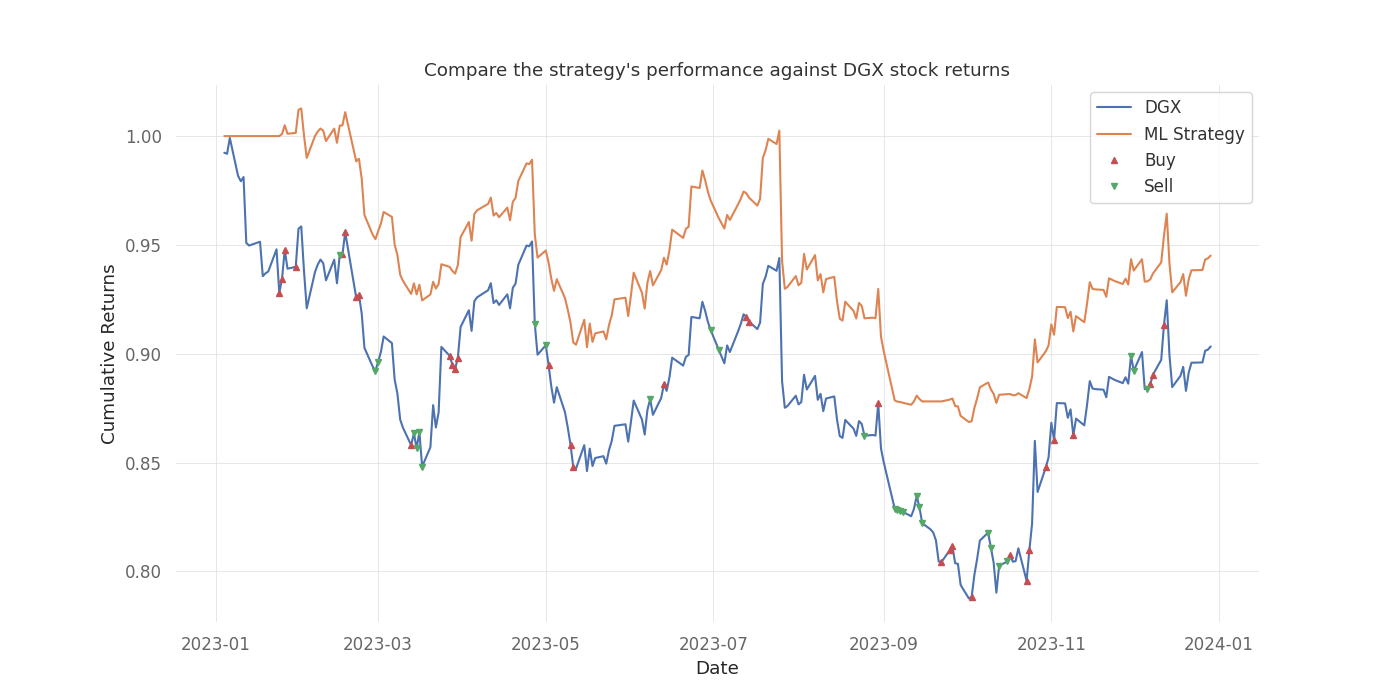 Compare the strategy's performance against DGX stock returns
DGX
ML Strategy
Buy
Sell
1.00
0.95
0.90
0.85
0.80
Cumulative Returns
2023-01 2023-03 2023-05 2023-07 2023-09 2023-11 2024-01
Date